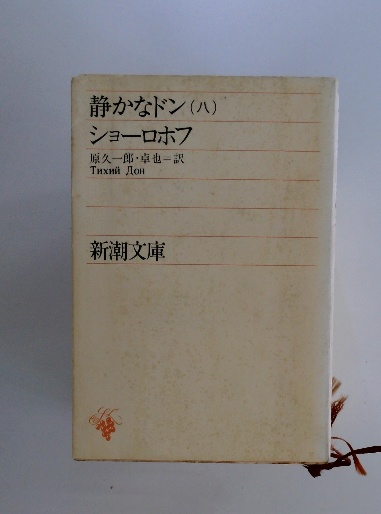 静かなドン(八)
ショーロホフ
原久一郎・卓也=訳
Тихий Дон
新潮文庫